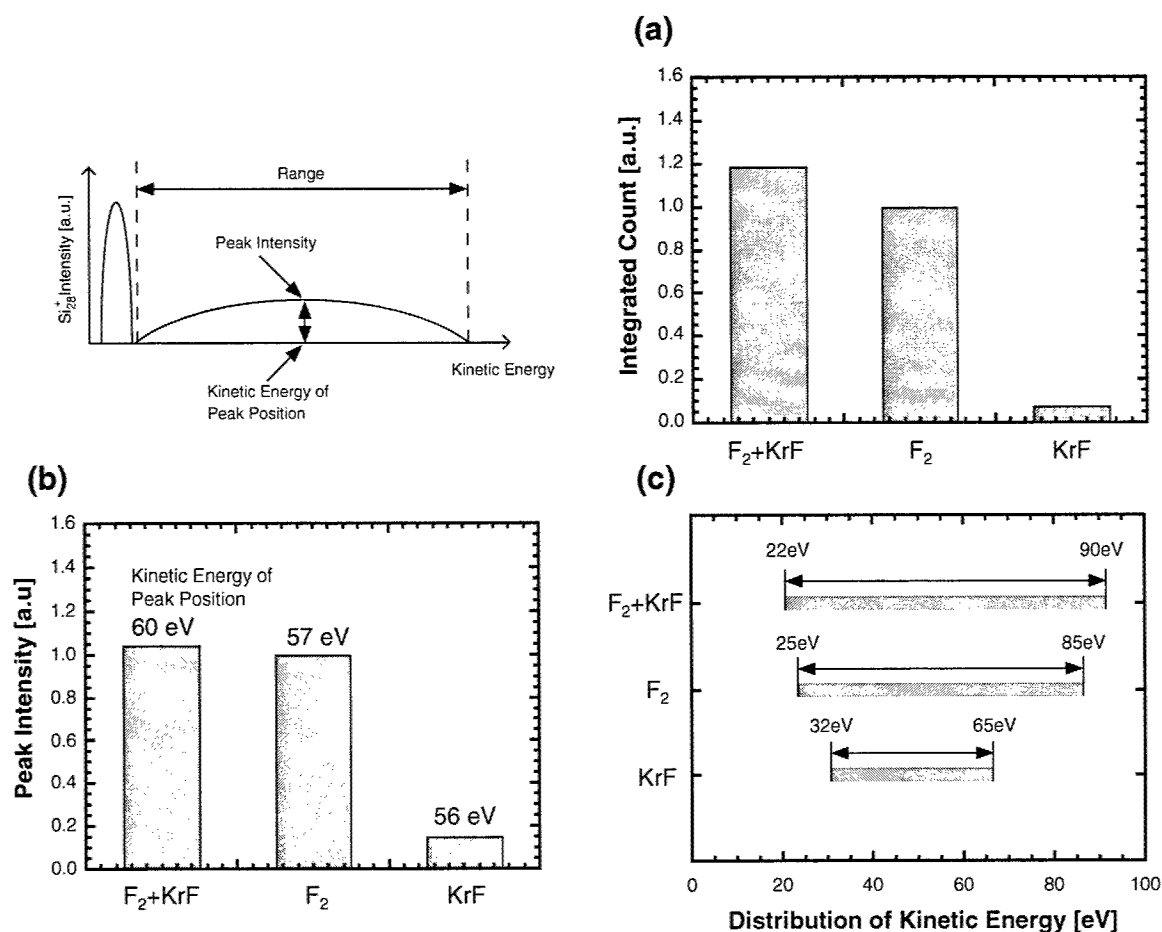 Si28+ Intensity [a.u.]
Range
Peak Intensity
Kinetic Energy
Kinetic Energy of
Peak Position
(a)
Integrated Count [a.u.]
1.6
1.4
1.2
1.0
0.8
0.6
0.4
0.2
0.0
F2+KrF
F2
KrF
(b)
Peak Intensity [a.u]
1.6
1.4
1.2
1.0
0.8
0.6
0.4
0.2
0.0
Kinetic Energy of
Peak Position
60 eV
57 eV
56 eV
F2+KrF
F2
KrF
(c)
22eV
90eV
F2+KrF
25eV
85eV
F2
32eV
65eV
KrF
0
20
40
60
80
100
Distribution of Kinetic Energy [eV]